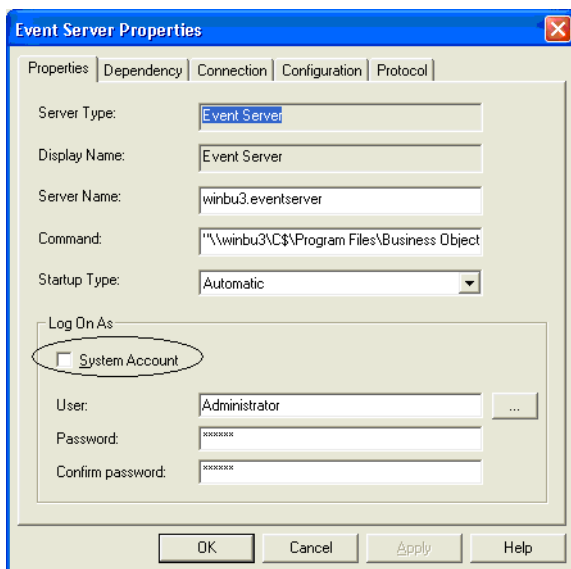 Event Server Properties
Properties Dependency Connection Configuration Protocol
Server Type: Event Server
Display Name: Event Server
Server Name: winbu3.eventserver
Command: "\\winbu3\C$\Program Files\Business Object
Startup Type: Automatic
Log On As
System Account
User: Administrator ...
Password: ××××××
Confirm password: ××××××
OK Cancel Apply Help